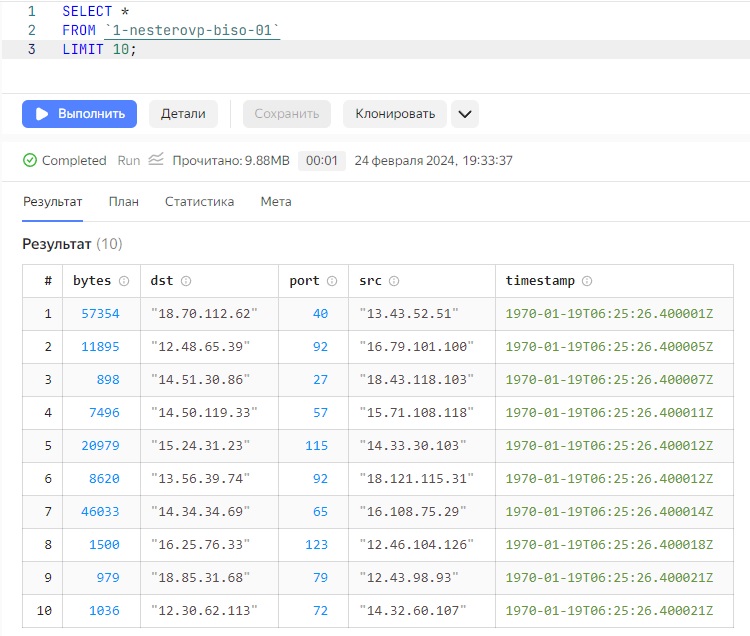 1 SELECT *
2 FROM `1-nesterovp-biso-01`
3 LIMIT 10;
Выполнить Детали Сохранить Клонировать
Completed Run Прочитано: 9.88MB 00:01 24 февраля 2024, 19:33:37
Результат План Статистика Мета
Результат (10)
# bytes dst port src timestamp
1 57354 "18.70.112.62" 40 "13.43.52.51" 1970-01-19T06:25:26.400001Z
2 11895 "12.48.65.39" 92 "16.79.101.100" 1970-01-19T06:25:26.400005Z
3 898 "14.51.30.86" 27 "18.43.118.103" 1970-01-19T06:25:26.400007Z
4 7496 "14.50.119.33" 57 "15.71.108.118" 1970-01-19T06:25:26.400011Z
5 20979 "15.24.31.23" 115 "14.33.30.103" 1970-01-19T06:25:26.400012Z
6 8620 "13.56.39.74" 92 "18.121.115.31" 1970-01-19T06:25:26.400012Z
7 46033 "14.34.34.69" 65 "16.108.75.29" 1970-01-19T06:25:26.400014Z
8 1500 "16.25.76.33" 123 "12.46.104.126" 1970-01-19T06:25:26.400018Z
9 979 "18.85.31.68" 79 "12.43.98.93" 1970-01-19T06:25:26.400021Z
10 1036 "12.30.62.113" 72 "14.32.60.107" 1970-01-19T06:25:26.400021Z